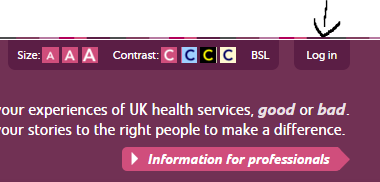 Size: A A A Contrast: C C C C BSL Log in
your experiences of UK health services, good or bad.
your stories to the right people to make a difference.
Information for professionals